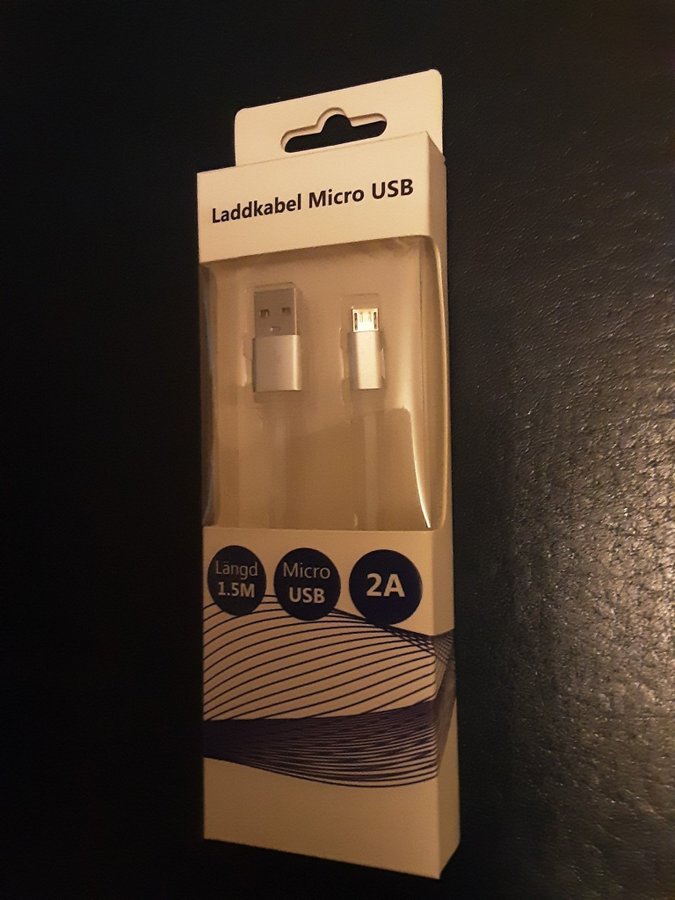 Laddkabel Micro USB
Längd
1.5M
Micro
USB
2A